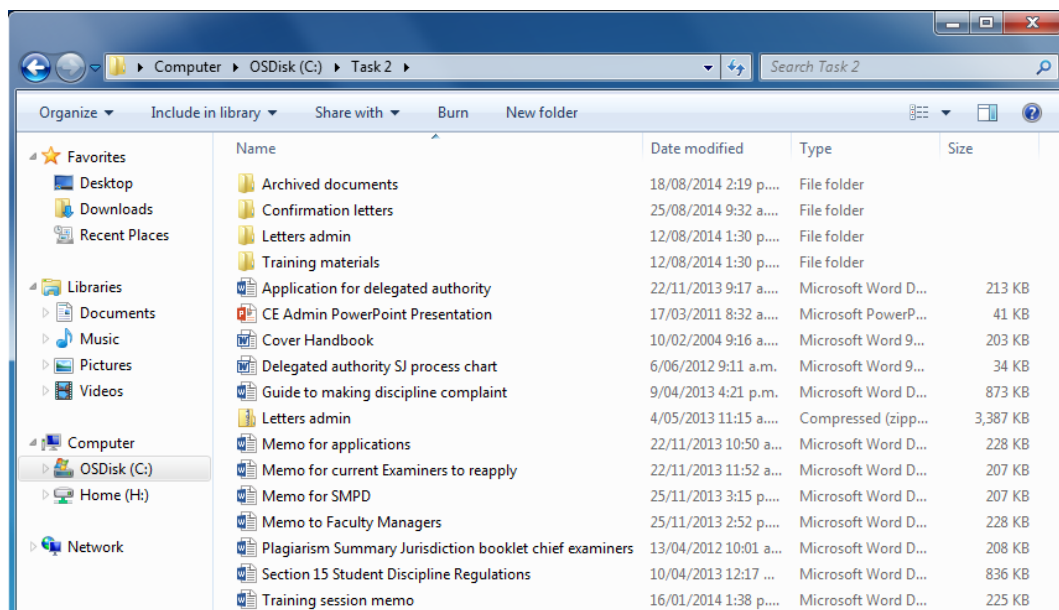 Computer OSDisk (C:) Task 2 Search Task 2
Organize Include in library Share with Burn New folder
Favorites
Desktop
Downloads
Recent Places
Libraries
Documents
Music
Pictures
Videos
Computer
OSDisk (C:)
Home (H:)
Network
Name Date modified Type Size
Archived documents 18/08/2014 2:19 p.... File folder
Confirmation letters 25/08/2014 9:32 a.... File folder
Letters admin 12/08/2014 1:30 p.... File folder
Training materials 12/08/2014 1:30 p.... File folder
Application for delegated authority 22/11/2013 9:17 a.... Microsoft Word D... 213 KB
CE Admin PowerPoint Presentation 17/03/2011 8:32 a.... Microsoft PowerP... 41 KB
Cover Handbook 10/02/2004 9:16 a.... Microsoft Word 9... 203 KB
Delegated authority SJ process chart 6/06/2012 9:11 a.m. Microsoft Word 9... 34 KB
Guide to making discipline complaint 9/04/2013 4:21 p.m. Microsoft Word D... 873 KB
Letters admin 4/05/2013 11:15 a.... Compressed (zipp... 3,387 KB
Memo for applications 22/11/2013 10:50 a... Microsoft Word D... 228 KB
Memo for current Examiners to reapply 22/11/2013 11:52 a... Microsoft Word D... 207 KB
Memo for SMPD 25/11/2013 3:15 p.... Microsoft Word D... 207 KB
Memo to Faculty Managers 25/11/2013 2:52 p.... Microsoft Word D... 228 KB
Plagiarism Summary Jurisdiction booklet chief examiners 13/04/2012 10:01 a... Microsoft Word D... 208 KB
Section 15 Student Discipline Regulations 10/04/2013 12:17 ... Microsoft Word D... 836 KB
Training session memo 16/01/2014 1:38 p.... Microsoft Word D... 225 KB